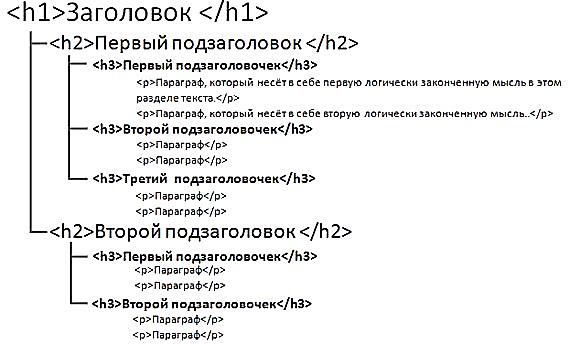 <h1>Заголовок </h1>
<h2>Первый подзаголовок </h2>
<h3>Первый подзаголовочек</h3>
<p>Параграф, который несёт в себе первую логически законченную мысль в этом
разделе текста.</p>
<p>Параграф, который несёт в себе вторую логически законченную мысль..</p>
<h3>Второй подзаголовочек</h3>
<p>Параграф</p>
<p>Параграф</p>
<h3>Третий подзаголовочек</h3>
<p>Параграф</p>
<p>Параграф</p>
<h2>Второй подзаголовок </h2>
<h3>Первый подзаголовочек</h3>
<p>Параграф</p>
<p>Параграф</p>
<h3>Второй подзаголовочек</h3>
<p>Параграф</p>
<p>Параграф</p>